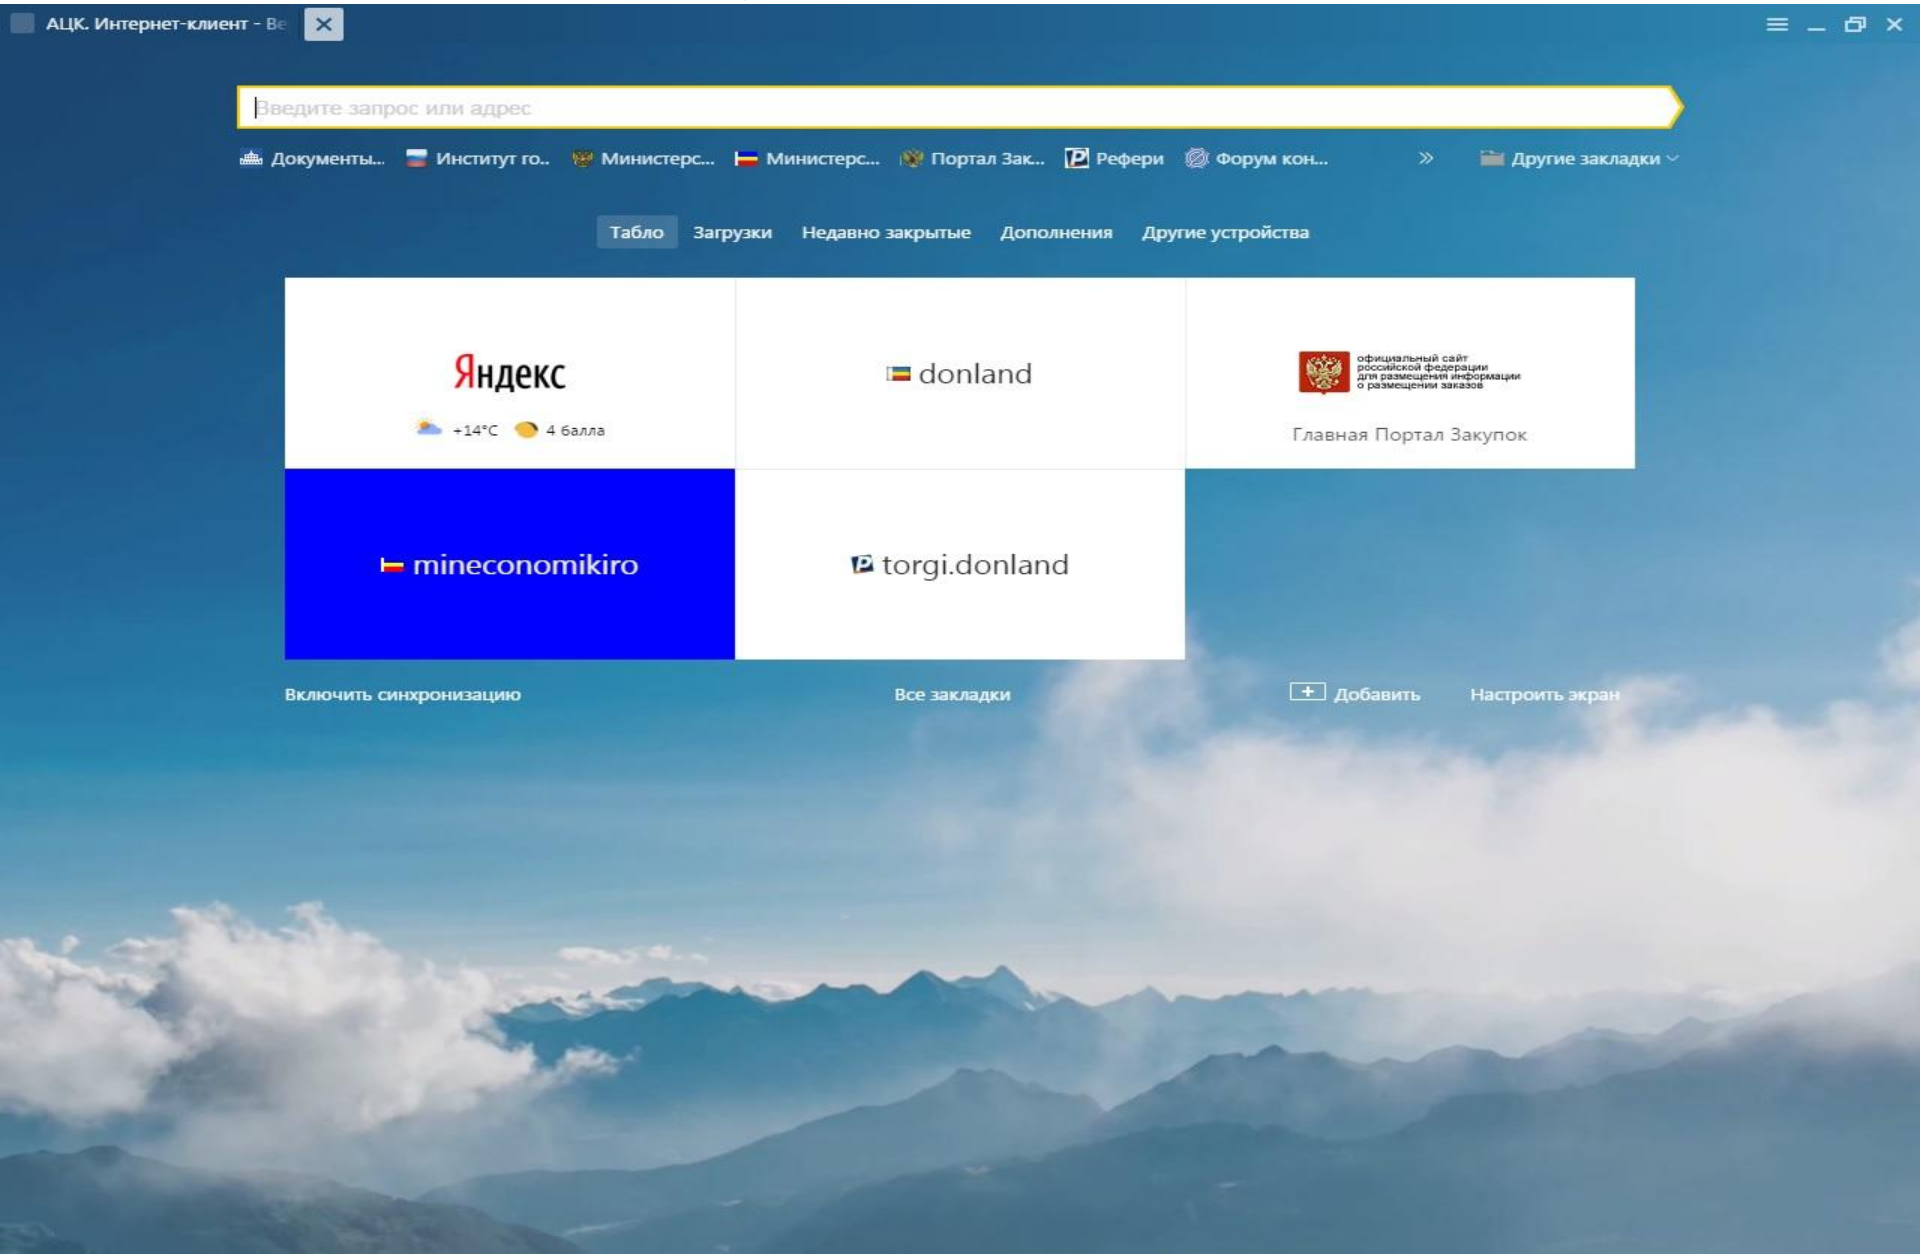 АЦК. Интернет-клиент - Ве
Введите запрос или адрес
Документы... Институт го.. Министерс... Министерс... Портал Зак... Рефери Форум кон... » Другие закладки
Табло Загрузки Недавно закрытые Дополнения Другие устройства
Яндекс
+14°C 4 балла
donland
официальный сайт
российской федерации
для размещения информации
о размещении заказов
Главная Портал Закупок
mineconomikiro
torgi.donland
Включить синхронизацию Все закладки Добавить Настроить экран